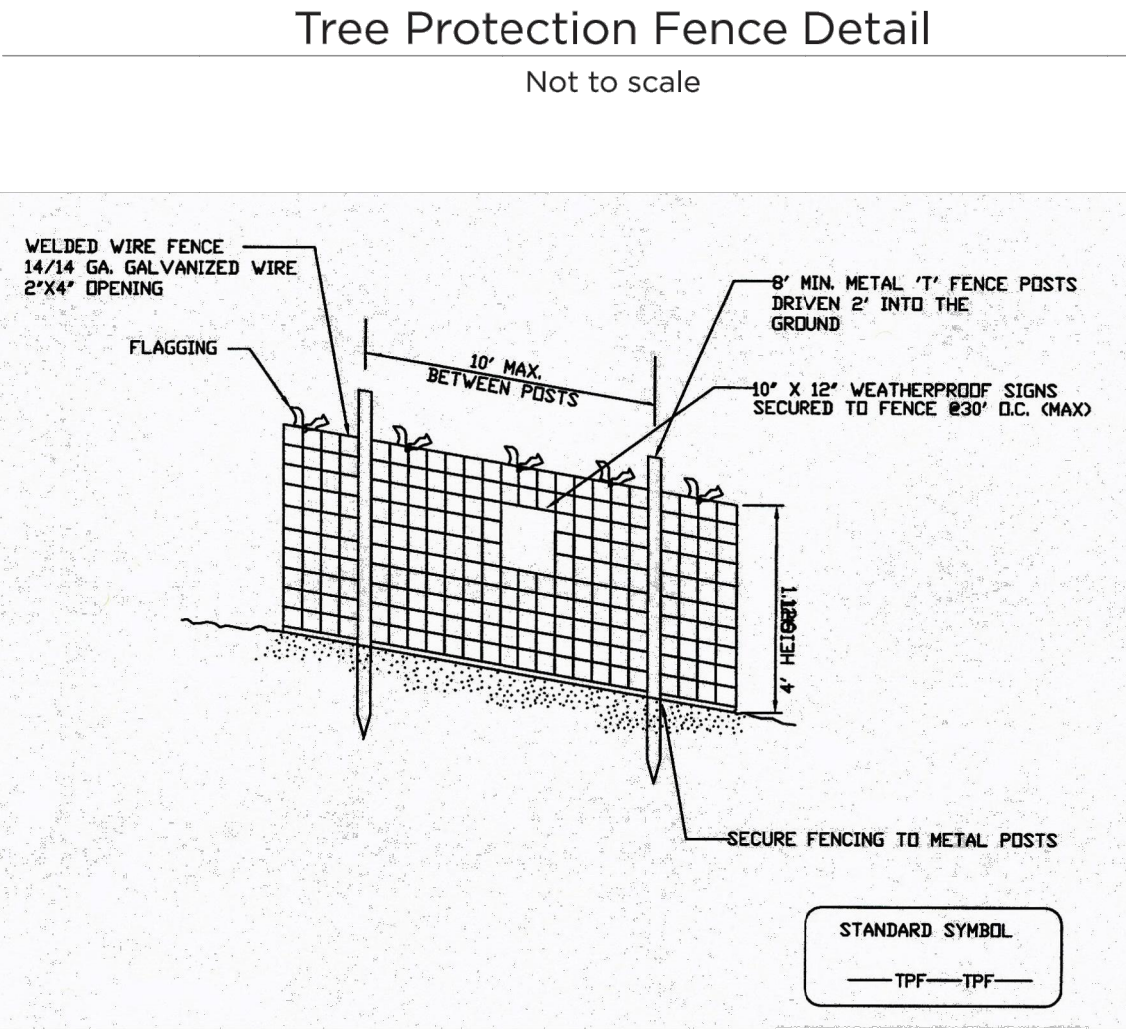 Tree Protection Fence Detail
Not to scale
WELDED WIRE FENCE
14/14 GA. GALVANIZED WIRE
2"X4" OPENING
FLAGGING
10' MAX.
BETWEEN POSTS
8' MIN. METAL 'T' FENCE POSTS
DRIVEN 2' INTO THE
GROUND
10" X 12" WEATHERPROOF SIGNS
SECURED TO FENCE @30' O.C. (MAX)
4'
SECURE FENCING TO METAL POSTS
STANDARD SYMBOL
TPF TPF